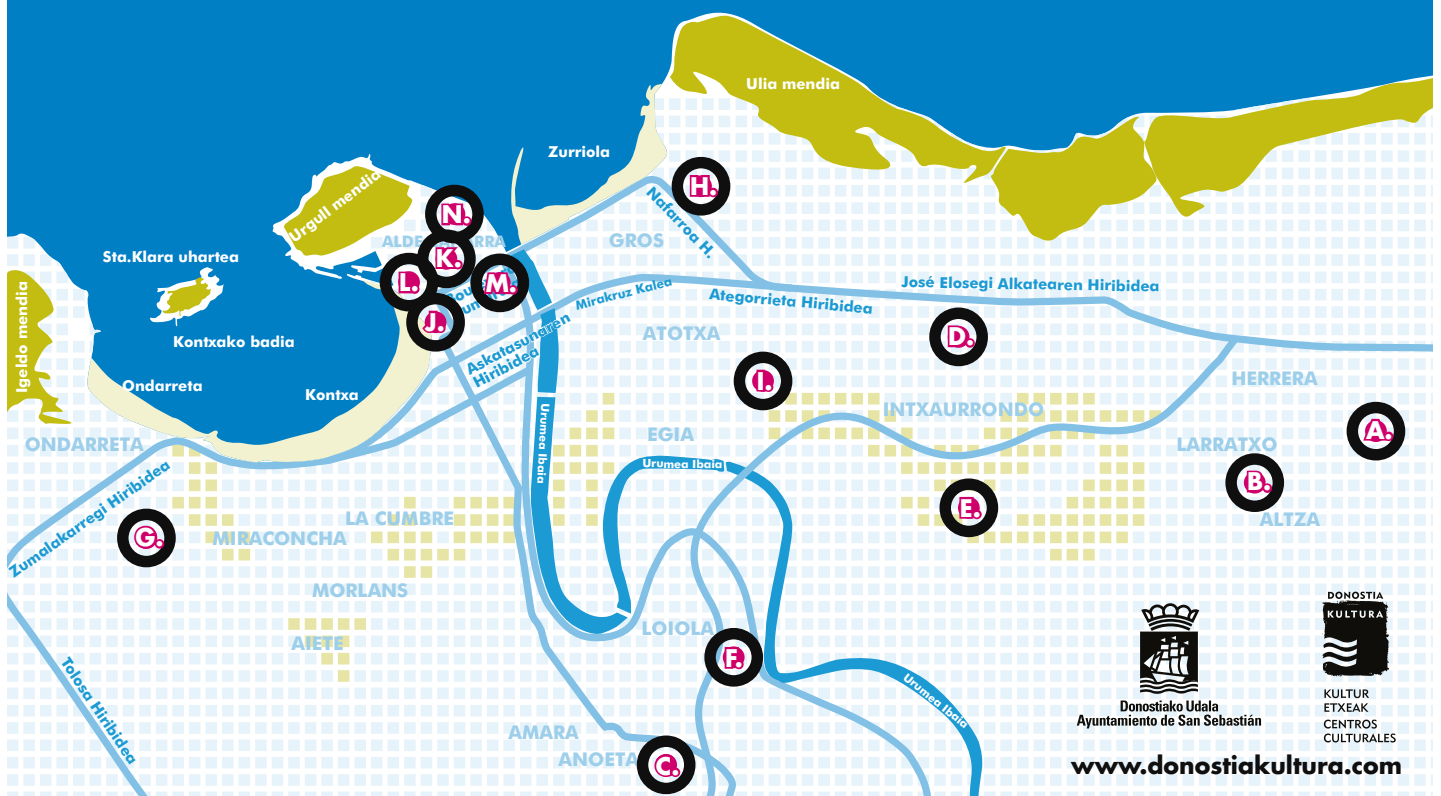 Ulia mendia
Zurriola
Urgull mendia
H.
N.
Nafarroa H.
GROS
K.
Sta.Klara uhartea
L.
M.
José Elosegi Alkatearen Hiribidea
Mirakruz Kalea
Ategorrieta Hiribidea
Igeldo mendia
J.
Kontxako badia
Askatasunaren
Hiribidea
ATOTXA
D.
Ondarreta
Kontxa
I.
HERRERA
INTXAURRONDO
A.
ONDARRETA
Urumea Ibaia
EGIA
LARRATXO
Urumea Ibaia
B.
Zumalakarregi Hiribidea
E.
ALTZA
LA CUMBRE
G.
MIRACONCHA
MORLANS
LOIOLA
AIETE
F.
Tolosa Hiribidea
Urumea Ibaia
AMARA
ANOETA
C.
Donostiako Udala
Ayuntamiento de San Sebastián
DONOSTIA
KULTURA
KULTUR
ETXEAK
CENTROS
CULTURALES
www.donostiakultura.com